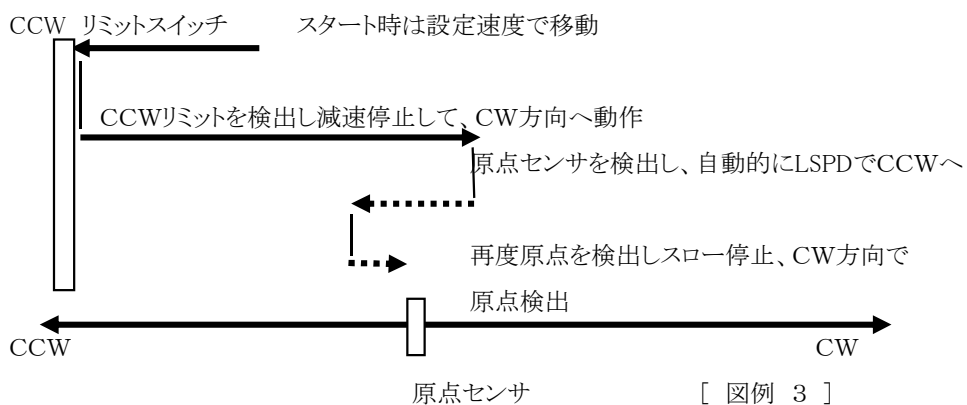 CCW リミットスイッチ スタート時は設定速度で移動
CCWリミットを検出し減速停止して、CW方向へ動作
原点センサを検出し、自動的にLSPDでCCWへ
再度原点を検出しスロー停止、CW方向で
原点検出
CCW CW
原点センサ [ 図例 3 ]